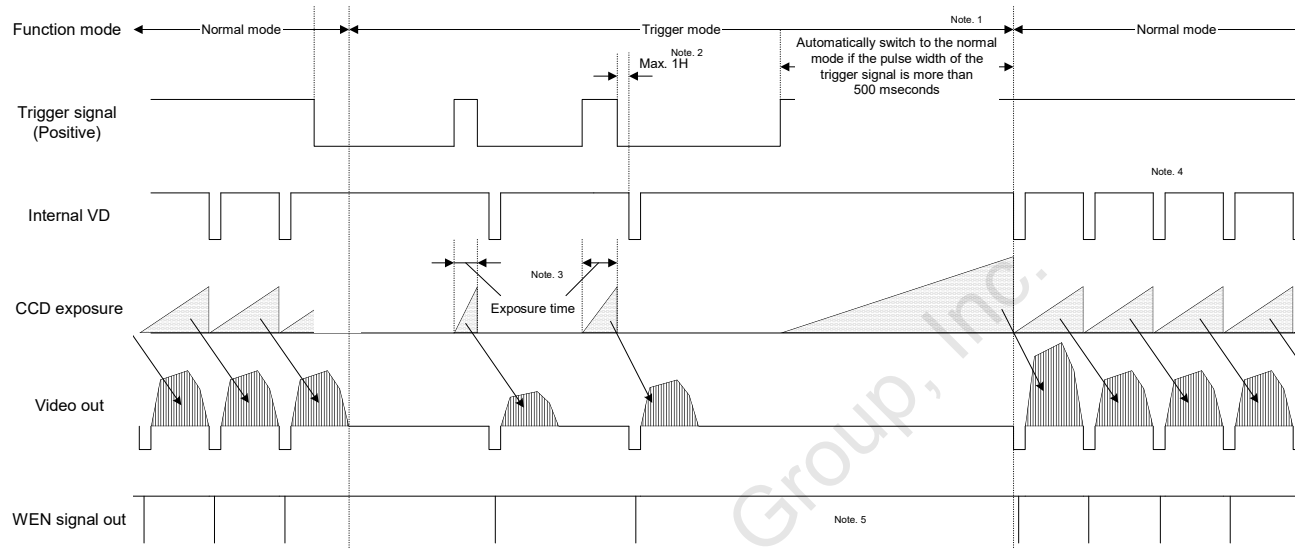 Function mode
Normal mode
Trigger mode
Note. 1
Normal mode
Note. 2
Max. 1H
Automatically switch to the normal
mode if the pulse width of the
trigger signal is more than
500 mseconds
Trigger signal
(Positive)
Note. 4
Internal VD
Note. 3
CCD exposure
Exposure time
Video out
WEN signal out
Note. 5
Group, Inc.